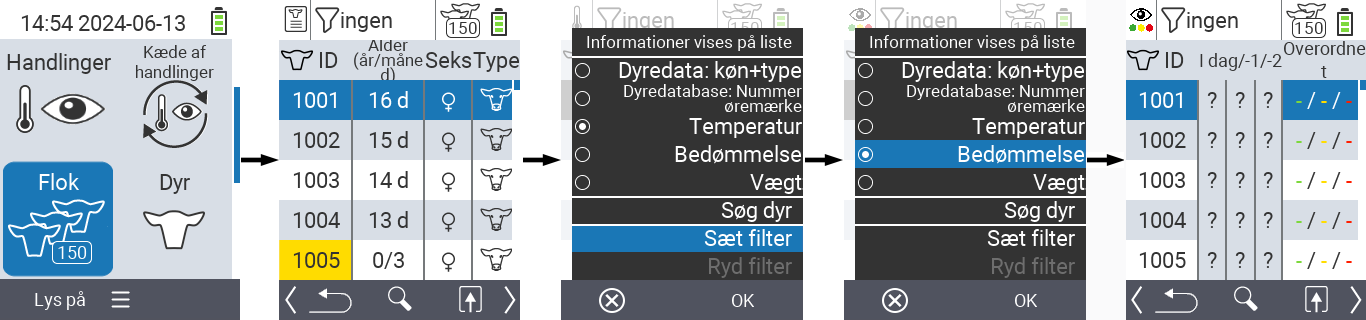 14:54 2024-06-13
Handlinger
Kæde af
handlinger
Flok
150
Dyr
Lys på
ingen
150
ID
Alder
(år/måne
d)
Seks
Type
1001
16 d
1002
15 d
1003
14 d
1004
13 d
1005
0/3
ingen
150
Informationer vises på liste
Dyredata: køn+type
Dyredatabase: Nummer
øremærke
Temperatur
Bedømmelse
Vægt
Søg dyr
Sæt filter
Ryd filter
OK
ingen
150
Informationer vises på liste
Dyredata: køn+type
Dyredatabase: Nummer
øremærke
Temperatur
Bedømmelse
Vægt
Søg dyr
Sæt filter
Ryd filter
OK
ingen
150
ID
I dag/-1/-2
Overordne
t
1001 ? ? ? - / - / -
1002 ? ? ? - / - / -
1003 ? ? ? - / - / -
1004 ? ? ? - / - / -
1005 ? ? ? - / - / -